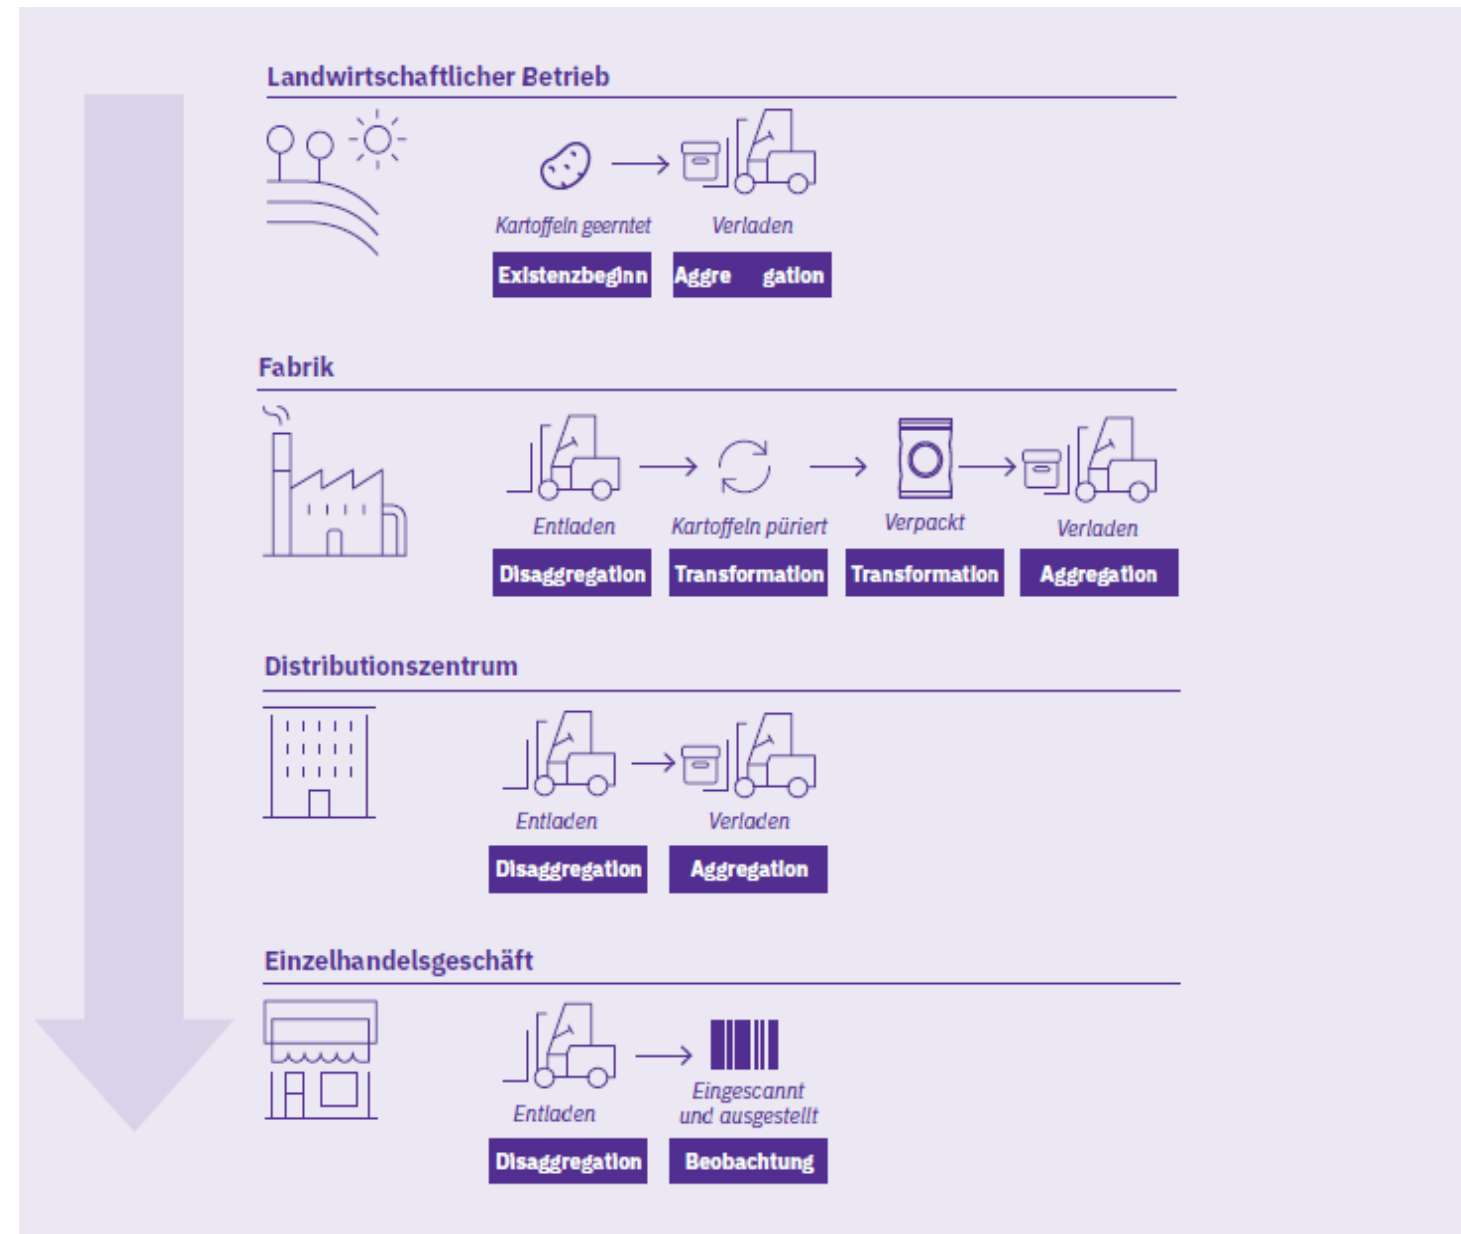 Landwirtschaftlicher Betrieb
Kartoffeln geerntet
Verladen
Existenzbeginn
Aggre gation
Fabrik
Entladen
Kartoffeln püriert
Verpackt
Verladen
Disaggregation
Transformation
Transformation
Aggregation
Distributionszentrum
Entladen
Verladen
Disaggregation
Aggregation
Einzelhandelsgeschäft
Entladen
Eingescannt
und ausgestellt
Disaggregation
Beobachtung